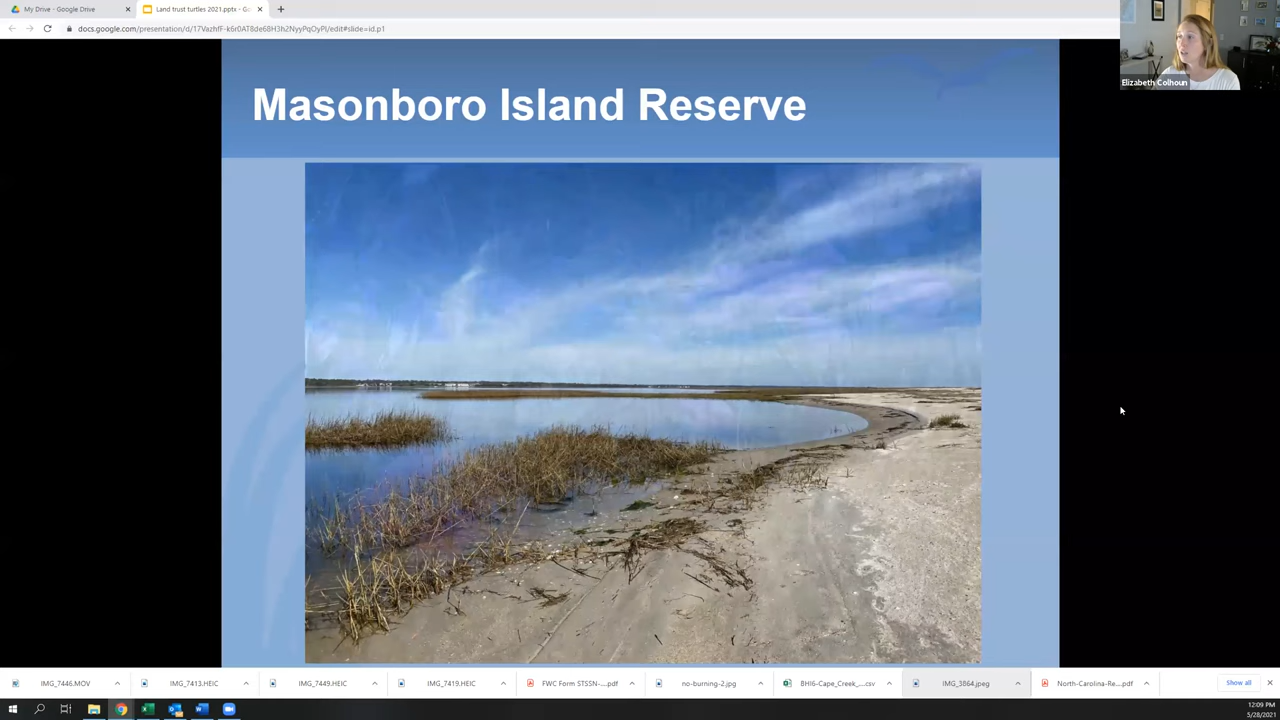 My Drive - Google Drive
Land trust turtles 2021.pptx - Go
docs.google.com/presentation/d/17VazhfF-k6r0AT8de68H3h2NyyPqOyPl/edit#slide=id.p1
Elizabeth Colhoun
Masonboro Island Reserve
IMG_7446.MOV
IMG_7413.HEIC
IMG_7449.HEIC
IMG_7419.HEIC
FWC Form STSSN-....pdf
no-burning-2.jpg
BHI6-Cape_Creek_....csv
IMG_3864.jpeg
North-Carolina-Re....pdf
Show all
12:09 PM
5/28/2021